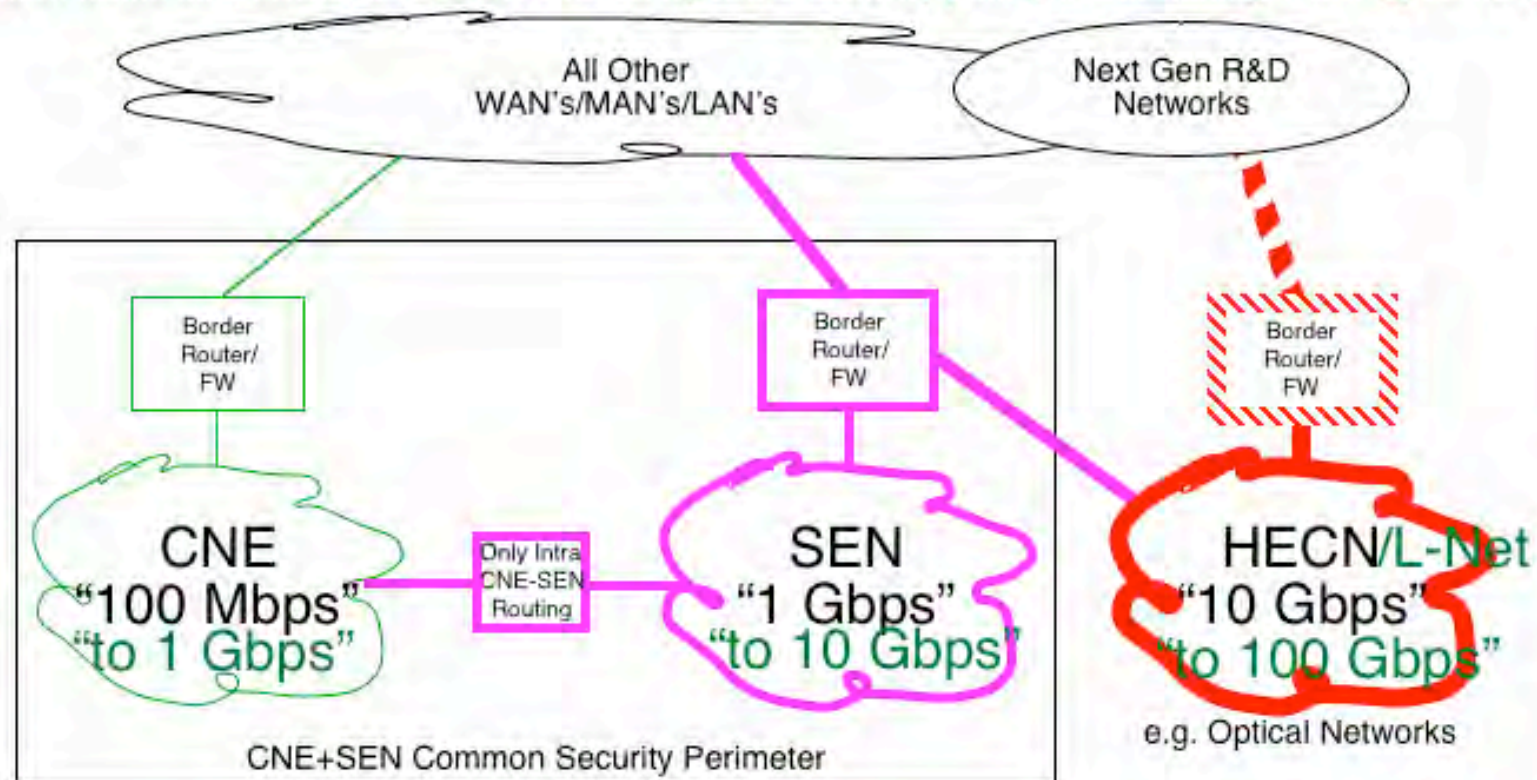 All Other
WAN's/MAN's/LAN's
Next Gen R&D
Networks
Border
Router/
FW
Border
Router/
FW
Border
Router/
FW
CNE
“100 Mbps”
“to 1 Gbps”
Only Intra
CNE-SEN
Routing
SEN
“1 Gbps”
“to 10 Gbps”
HECN/L-Net
“10 Gbps”
“to 100 Gbps”
e.g. Optical Networks
CNE+SEN Common Security Perimeter